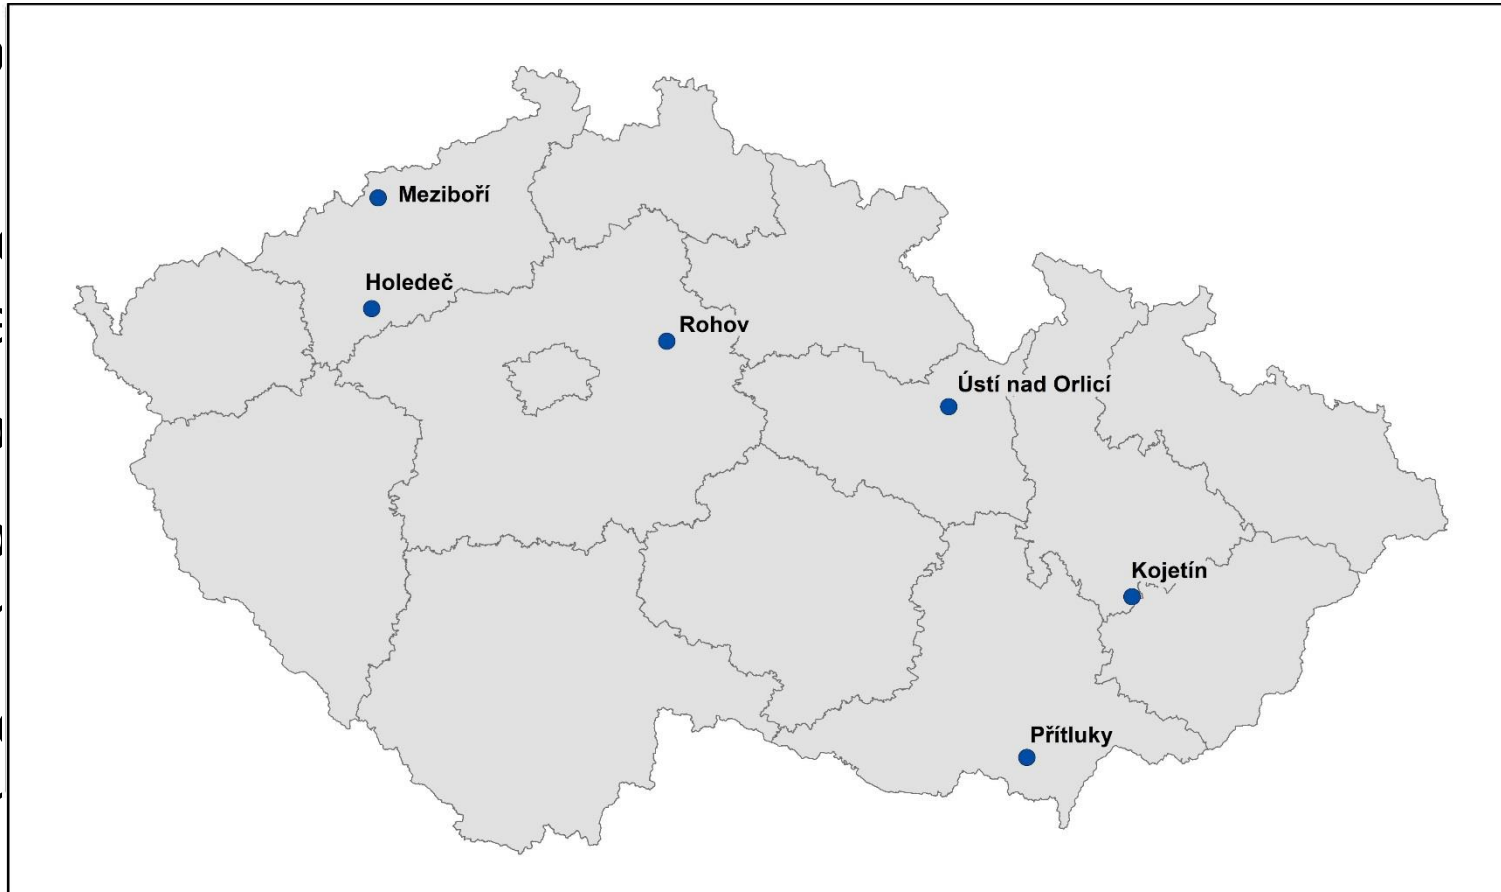 Meziboří
Holedeč
Rohov
Ústí nad Orlicí
Kojetín
Přítluky